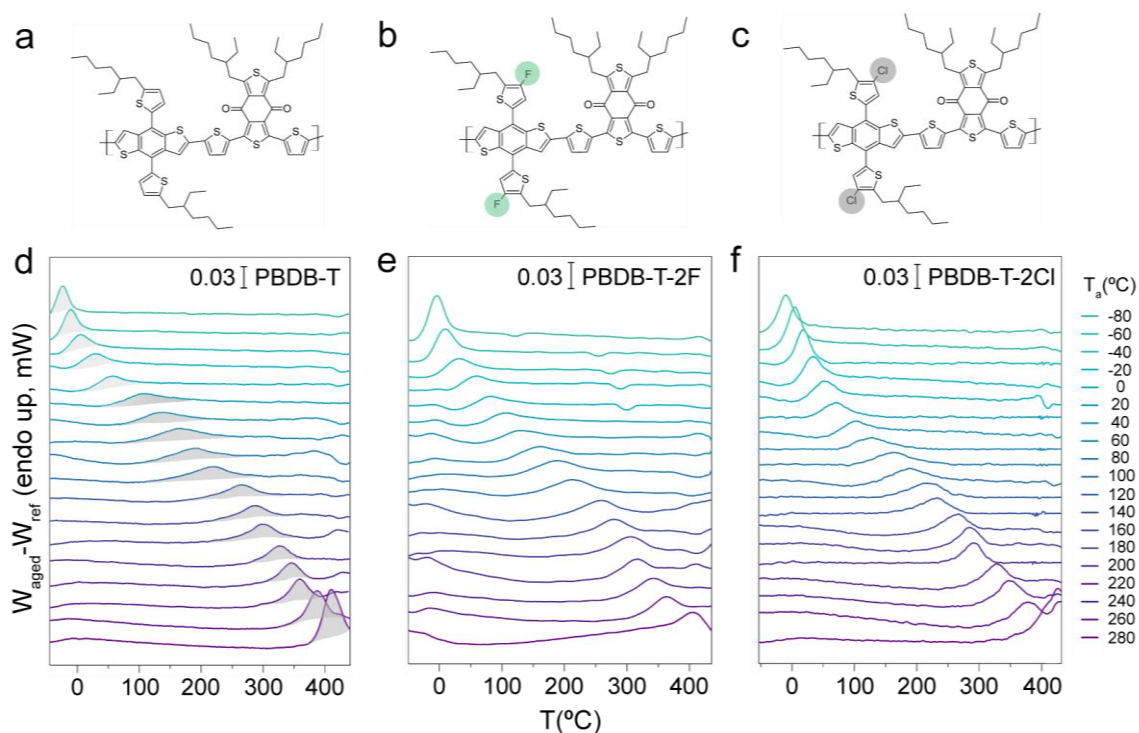 a
b
c
F
Cl
S
S
S
S
O
O
S
S
S
S
S
S
S
S
O
O
S
S
S
S
F
S
S
S
S
O
O
S
S
S
S
Cl
d
0.03 PBDB-T
e
0.03 PBDB-T-2F
f
0.03 PBDB-T-2Cl
Ta(ºC)
-80
-60
-40
-20
0
20
40
60
80
100
120
140
160
180
200
220
240
260
280
Waged-Wref (endo up, mW)
0 100 200 300 400
0 100 200 300 400
0 100 200 300 400
T(ºC)